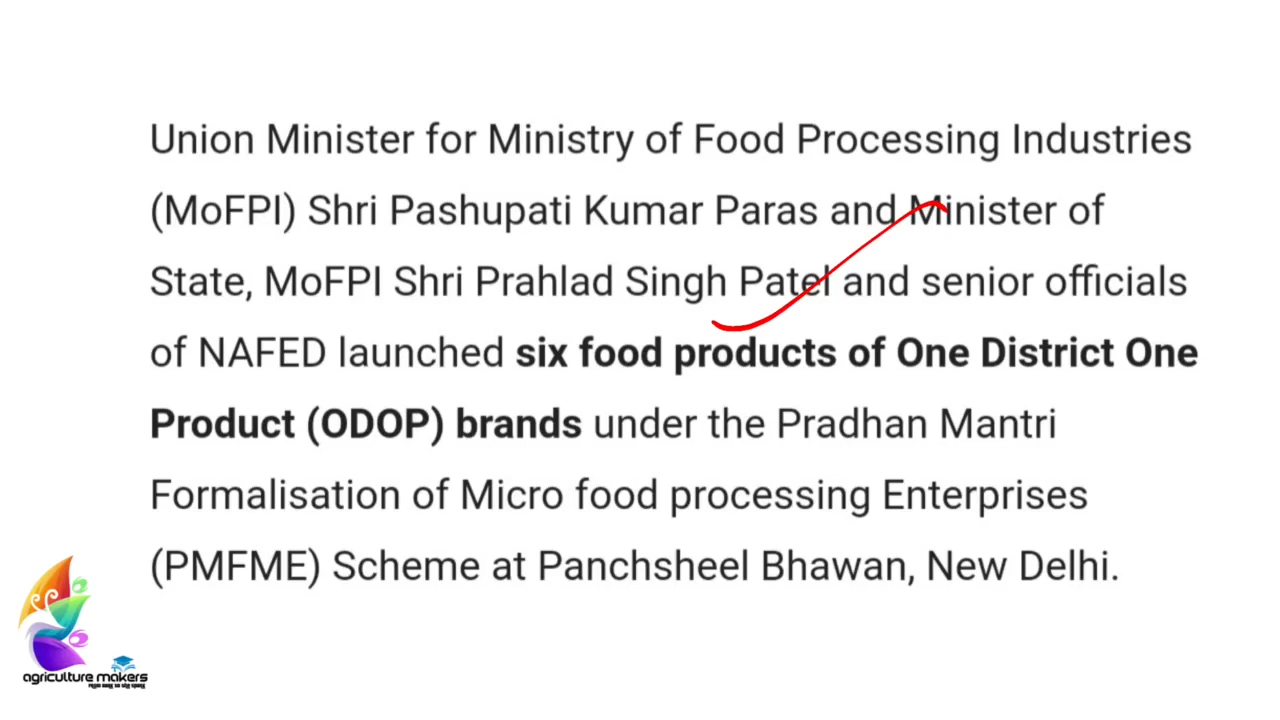 Union Minister for Ministry of Food Processing Industries
(MoFPI) Shri Pashupati Kumar Paras and Minister of
State, MoFPI Shri Prahlad Singh Patel and senior officials
of NAFED launched six food products of One District One
Product (ODOP) brands under the Pradhan Mantri
Formalisation of Micro food processing Enterprises
(PMFME) Scheme at Panchsheel Bhawan, New Delhi.
agriculture makers